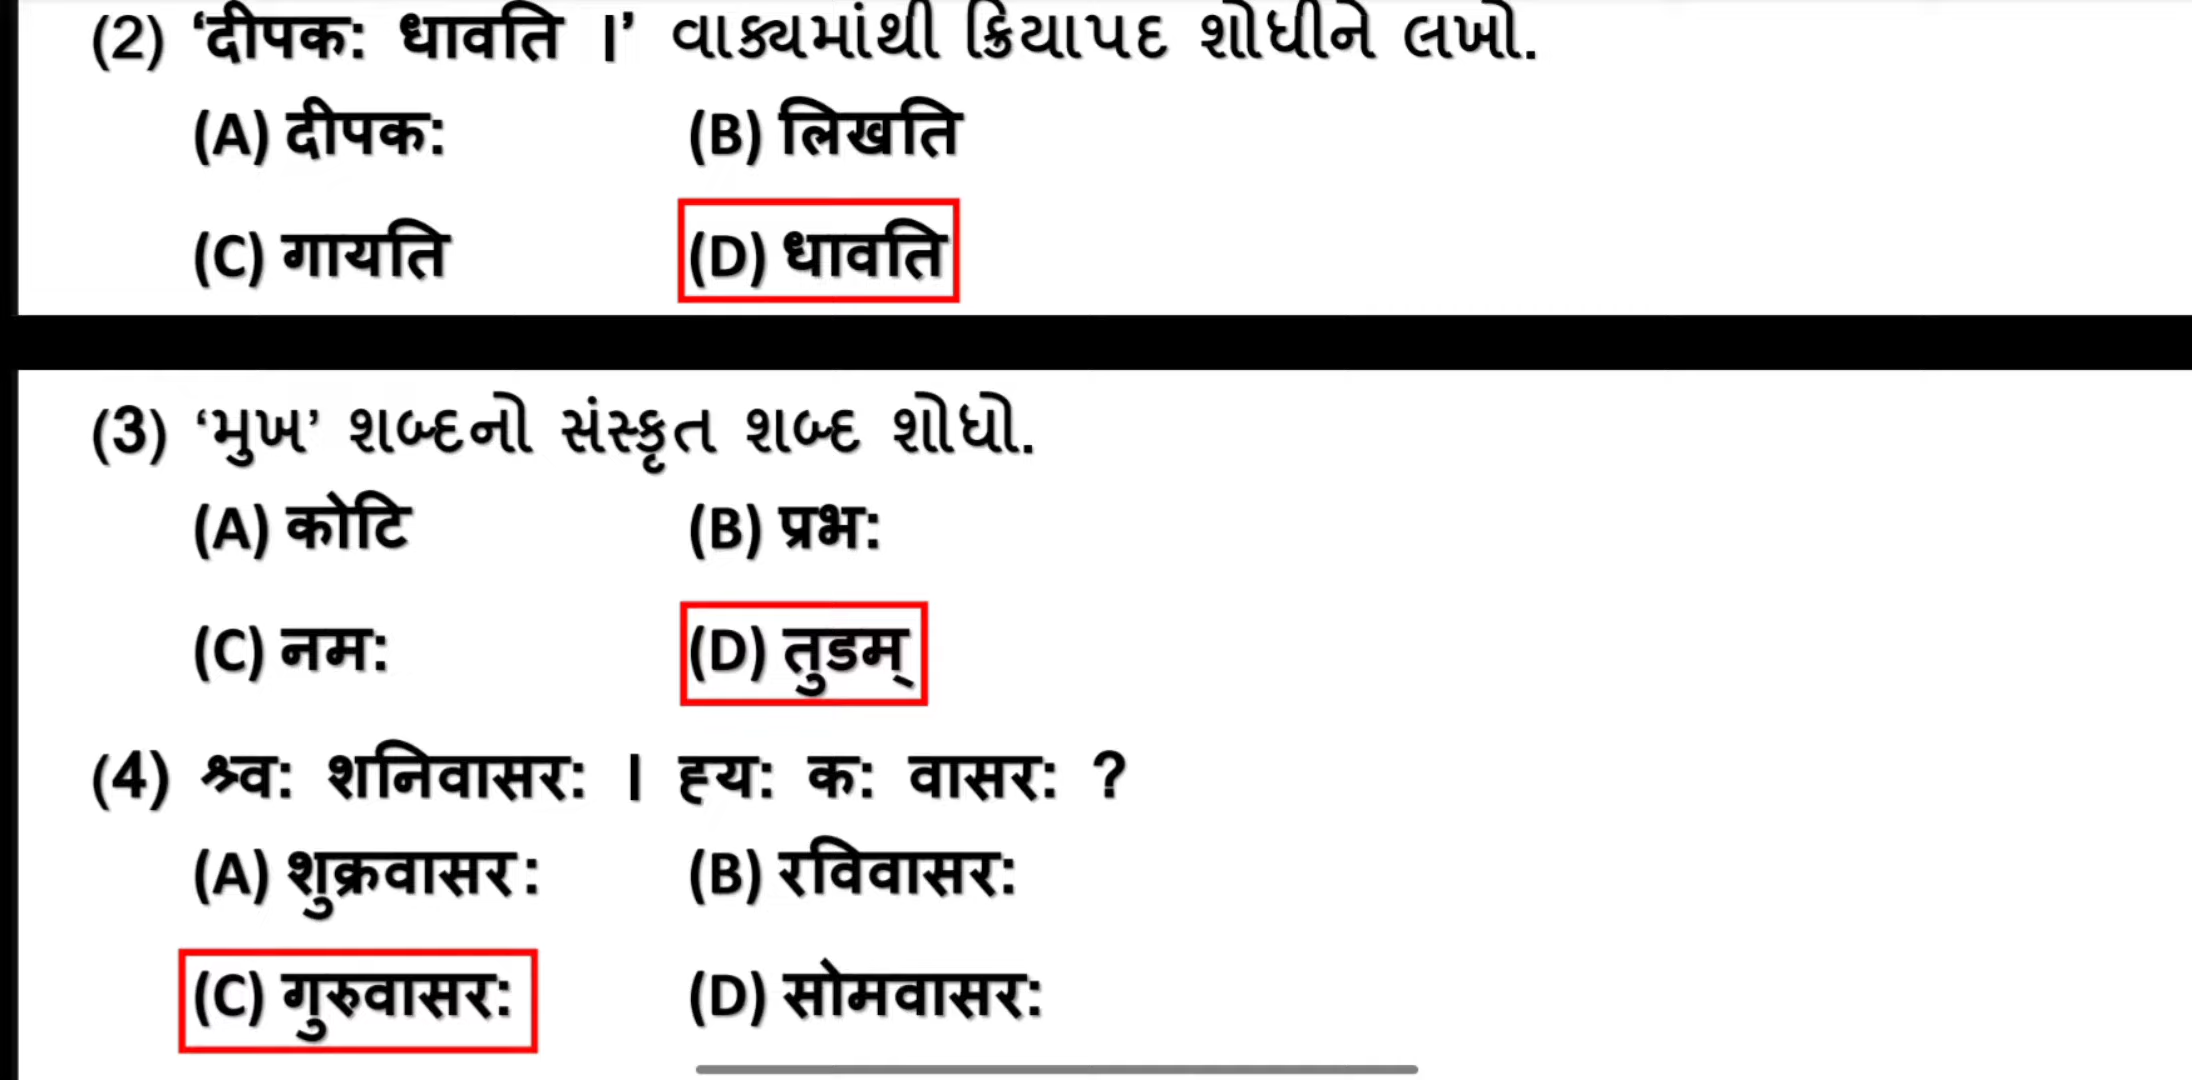 (2) ‘दीपक: धावति ।’ વાક્યમાંથી ક્રિયાપદ શોધીને લખો.
(A) दीपक: (B) लिखति
(C) गायति (D) धावति
(3) ‘મુખ’ શબ્દનો સંસ્કૃત શબ્દ શોધો.
(A) कोटि (B) प्रभ:
(C) नम: (D) तुडम्
(4) श्र्व: शनिवासर: । ह्य: क: वासर: ?
(A) शुक्रवासर: (B) रविवासर:
(C) गुरुवासर: (D) सोमवासर: